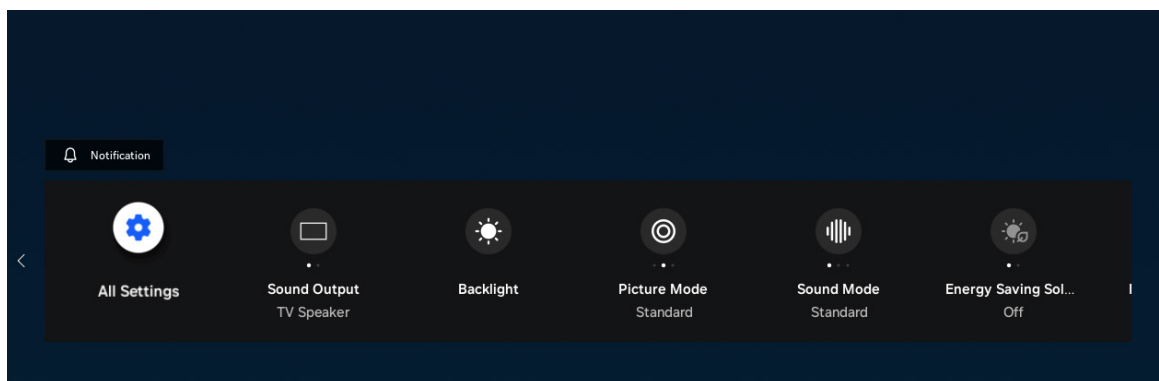 Notification
All Settings
Sound Output
TV Speaker
Backlight
Picture Mode
Standard
Sound Mode
Standard
Energy Saving Sol...
Off